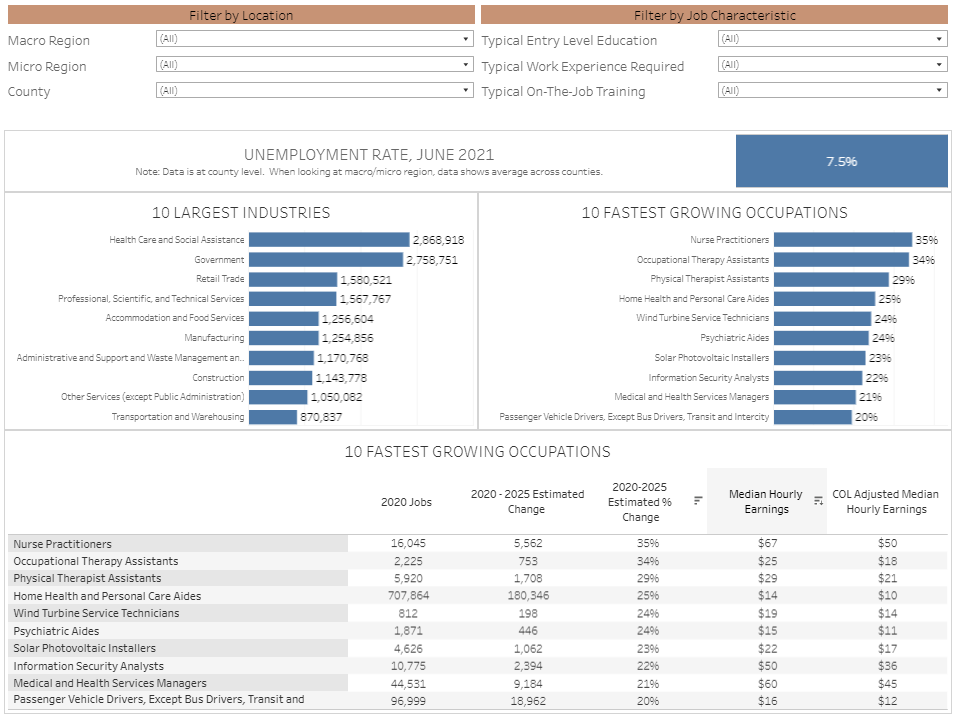 Filter by Location
Filter by Job Characteristic
Macro Region (All)
Typical Entry Level Education (All)
Micro Region (All)
Typical Work Experience Required (All)
County (All)
Typical On-The-Job Training (All)
UNEMPLOYMENT RATE, JUNE 2021
7.5%
Note: Data is at county level. When looking at macro/micro region, data shows average across counties.
10 LARGEST INDUSTRIES
Health Care and Social Assistance 2,868,918
Government 2,758,751
Retail Trade 1,580,521
Professional, Scientific, and Technical Services 1,567,767
Accommodation and Food Services 1,256,604
Manufacturing 1,254,856
Administrative and Support and Waste Management an.. 1,170,768
Construction 1,143,778
Other Services (except Public Administration) 1,050,082
Transportation and Warehousing 870,837
10 FASTEST GROWING OCCUPATIONS
Nurse Practitioners 35%
Occupational Therapy Assistants 34%
Physical Therapist Assistants 29%
Home Health and Personal Care Aides 25%
Wind Turbine Service Technicians 24%
Psychiatric Aides 24%
Solar Photovoltaic Installers 23%
Information Security Analysts 22%
Medical and Health Services Managers 21%
Passenger Vehicle Drivers, Except Bus Drivers, Transit and Intercity 20%
10 FASTEST GROWING OCCUPATIONS
2020 Jobs
2020 - 2025 Estimated
Change
2020-2025
Estimated %
Change
Median Hourly
Earnings
COL Adjusted Median
Hourly Earnings
Nurse Practitioners 16,045 5,562 35% $67 $50
Occupational Therapy Assistants 2,225 753 34% $25 $18
Physical Therapist Assistants 5,920 1,708 29% $29 $21
Home Health and Personal Care Aides 707,864 180,346 25% $14 $10
Wind Turbine Service Technicians 812 198 24% $19 $14
Psychiatric Aides 1,871 446 24% $15 $11
Solar Photovoltaic Installers 4,626 1,062 23% $22 $17
Information Security Analysts 10,775 2,394 22% $50 $36
Medical and Health Services Managers 44,531 9,184 21% $60 $45
Passenger Vehicle Drivers, Except Bus Drivers, Transit and 96,999 18,962 20% $16 $12